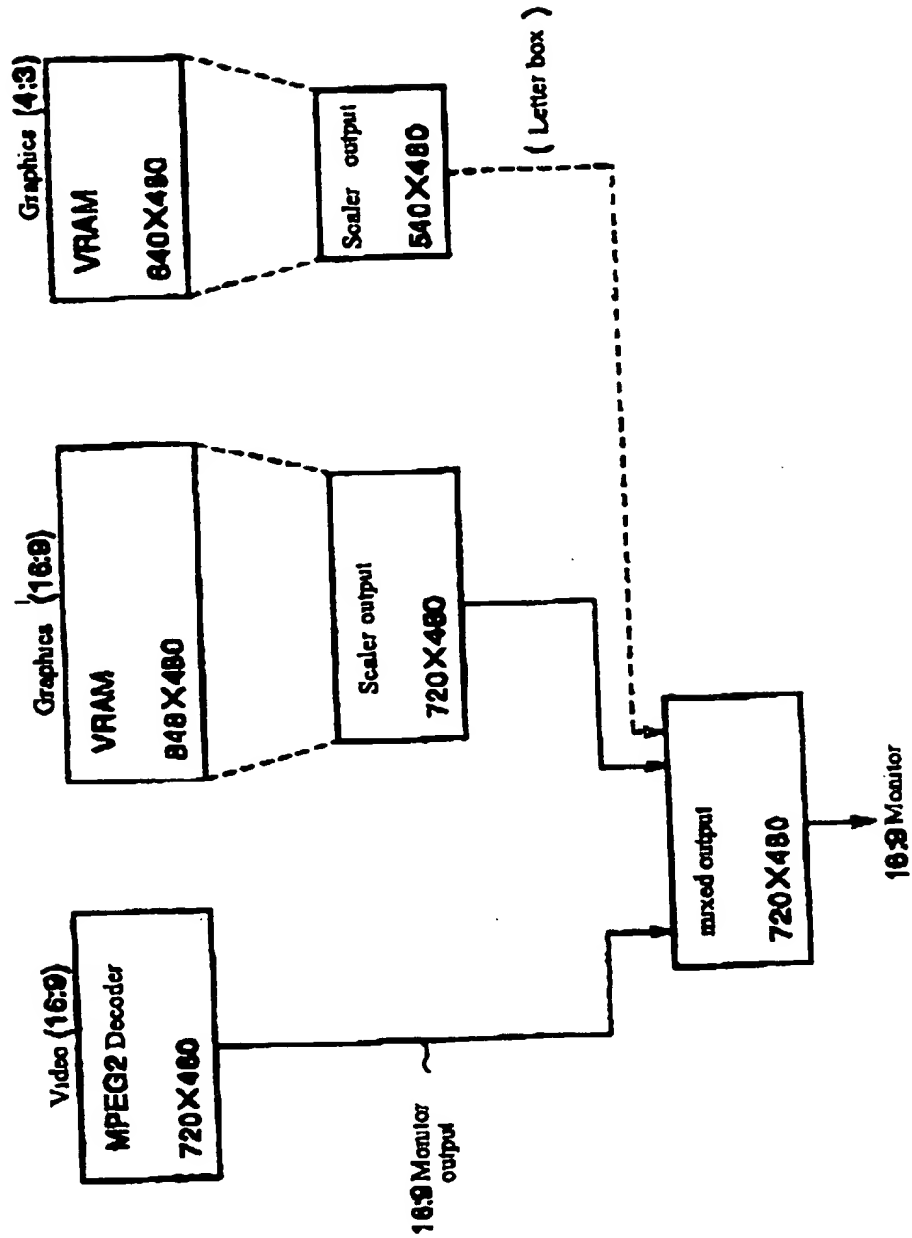 Video (16:9)
MPEG2 Decoder
720X480
16:9 Monitor
output
Graphics (16:9)
VRAM
848X480
Scaler output
720X480
Graphics (4:3)
VRAM
640X480
Scaler output
540X480
( Letter box )
mixed output
720X480
16:9 Monitor